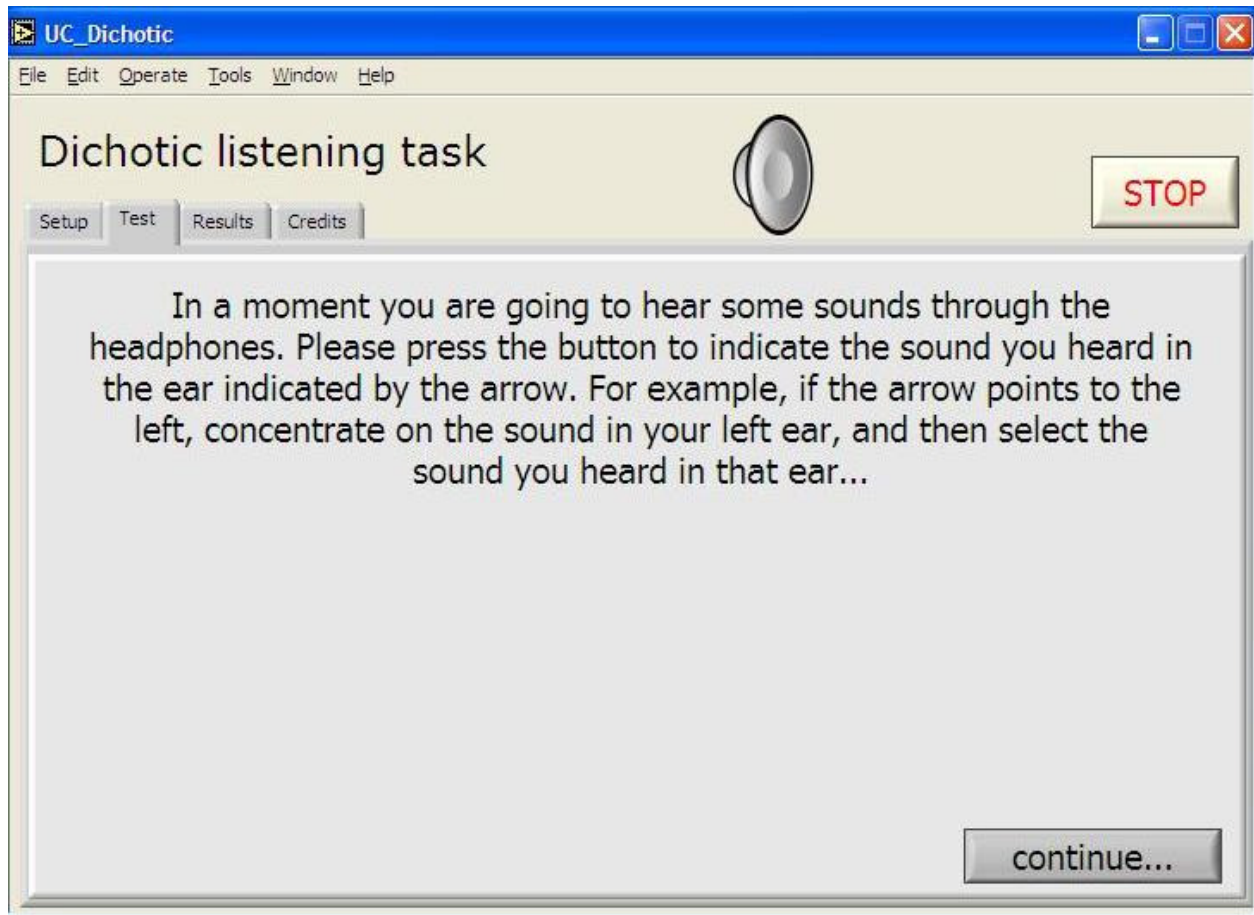 UC_Dichotic
File Edit Operate Tools Window Help
Dichotic listening task
STOP
Setup Test Results Credits
In a moment you are going to hear some sounds through the
headphones. Please press the button to indicate the sound you heard in
the ear indicated by the arrow. For example, if the arrow points to the
left, concentrate on the sound in your left ear, and then select the
sound you heard in that ear...
continue...